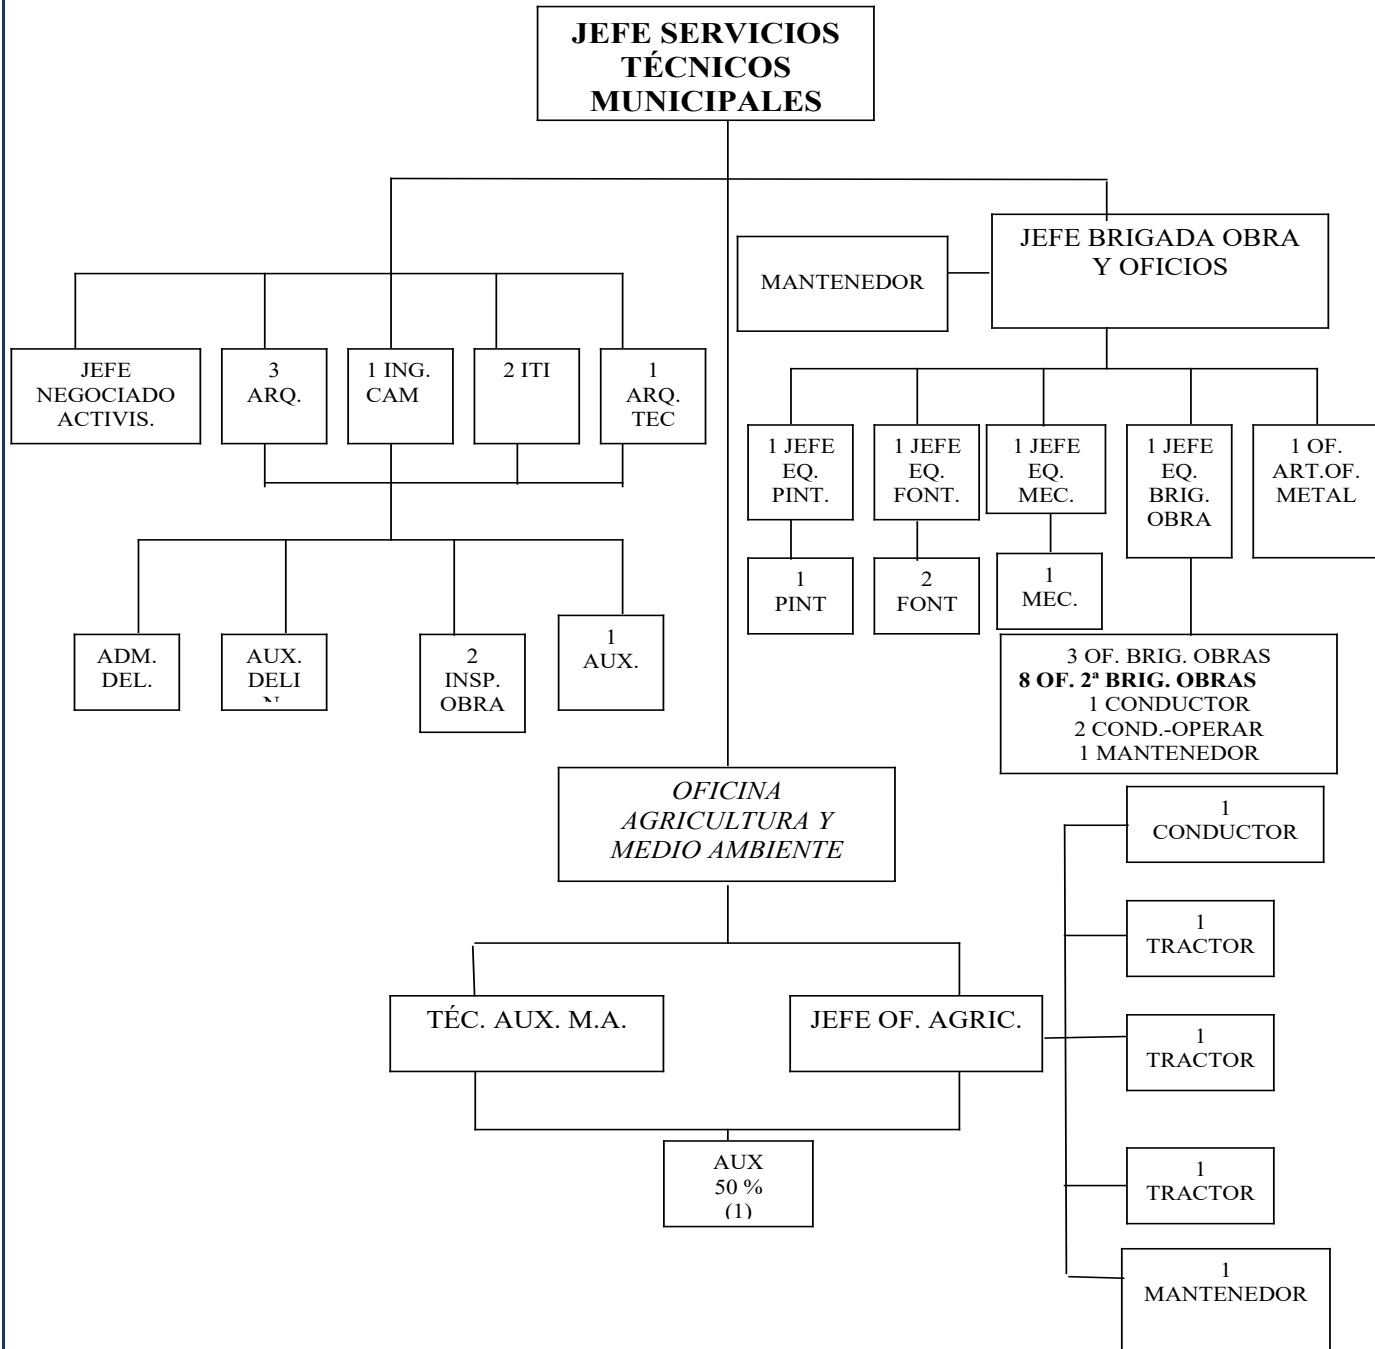 JEFE SERVICIOS
TÉCNICOS
MUNICIPALES
JEFE BRIGADA OBRA
Y OFICIOS
MANTENEDOR
JEFE
NEGOCIADO
ACTIVIS.
3
ARQ.
1 ING.
CAM
2 ITI
1
ARQ.
TEC
1 JEFE
EQ.
PINT.
1 JEFE
EQ.
FONT.
1 JEFE
EQ.
MEC.
1 JEFE
EQ.
BRIG.
OBRA
1 OF.
ART.OF.
METAL
1
PINT
2
FONT
1
MEC.
ADM.
DEL.
AUX.
DELI
N
2
INSP.
OBRA
1
AUX.
3 OF. BRIG. OBRAS
8 OF. 2ª BRIG. OBRAS
1 CONDUCTOR
2 COND.-OPERAR
1 MANTENEDOR
OFICINA
AGRICULTURA Y
MEDIO AMBIENTE
1
CONDUCTOR
1
TRACTOR
TÉC. AUX. M.A.
JEFE OF. AGRIC.
1
TRACTOR
AUX
50 %
(1)
1
TRACTOR
1
MANTENEDOR